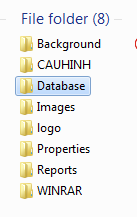 File folder (8)
Background
CAUHINH
Database
Images
logo
Properties
Reports
WINRAR